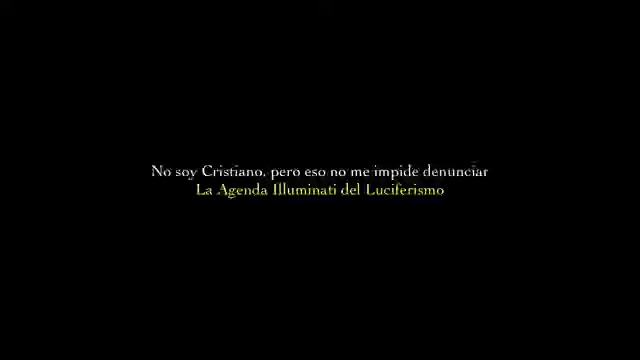 No soy Cristiano, pero eso no me impide denunciar
La Agenda Illuminati del Luciferismo